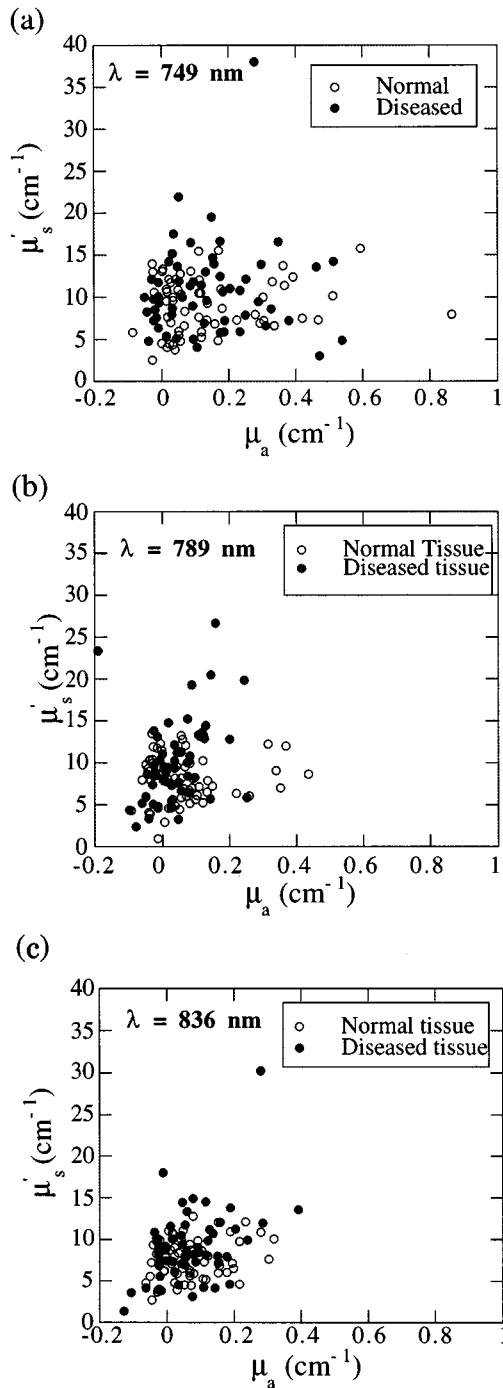 (a)
40
35
30
25
20
15
10
5
0
λ = 749 nm
Normal
Diseased
μ's (cm-1)
-0.2 0 0.2 0.4 0.6 0.8 1
μa (cm-1)
(b)
40
35
30
25
20
15
10
5
0
λ = 789 nm
Normal Tissue
Diseased tissue
μ's (cm-1)
-0.2 0 0.2 0.4 0.6 0.8 1
μa (cm-1)
(c)
40
35
30
25
20
15
10
5
0
λ = 836 nm
Normal tissue
Diseased tissue
μ's (cm-1)
-0.2 0 0.2 0.4 0.6 0.8 1
μa (cm-1)